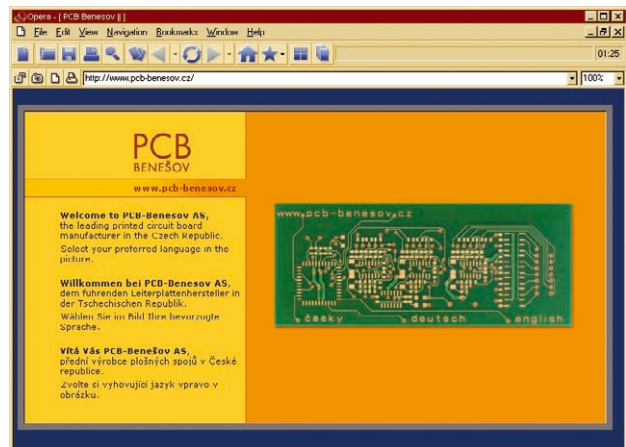 Opera - [ PCB Benesov || ]
File Edit View Navigation Bookmarks Window Help
01:25
http://www.pcb-benesov.cz/
100%
PCB
BENEŠOV
www.pcb-benesov.cz
Welcome to PCB-Benesov AS,
the leading printed circuit board
manufacturer in the Czech Republic.
Select your preferred language in the
picture.
Willkommen bei PCB-Benesov AS,
dem fuhrenden Leiterplattenhersteller in
der Tschechischen Republik.
Wählen Sie im Bild Ihre bevorzugte
Sprache.
Vítá Vás PCB-Benešov AS,
přední výrobce plošných spojů v České
republice.
Zvolte si vyhovující jazyk vpravo v
obrázku.
www.pcb-benesov.cz
česky deutsch english